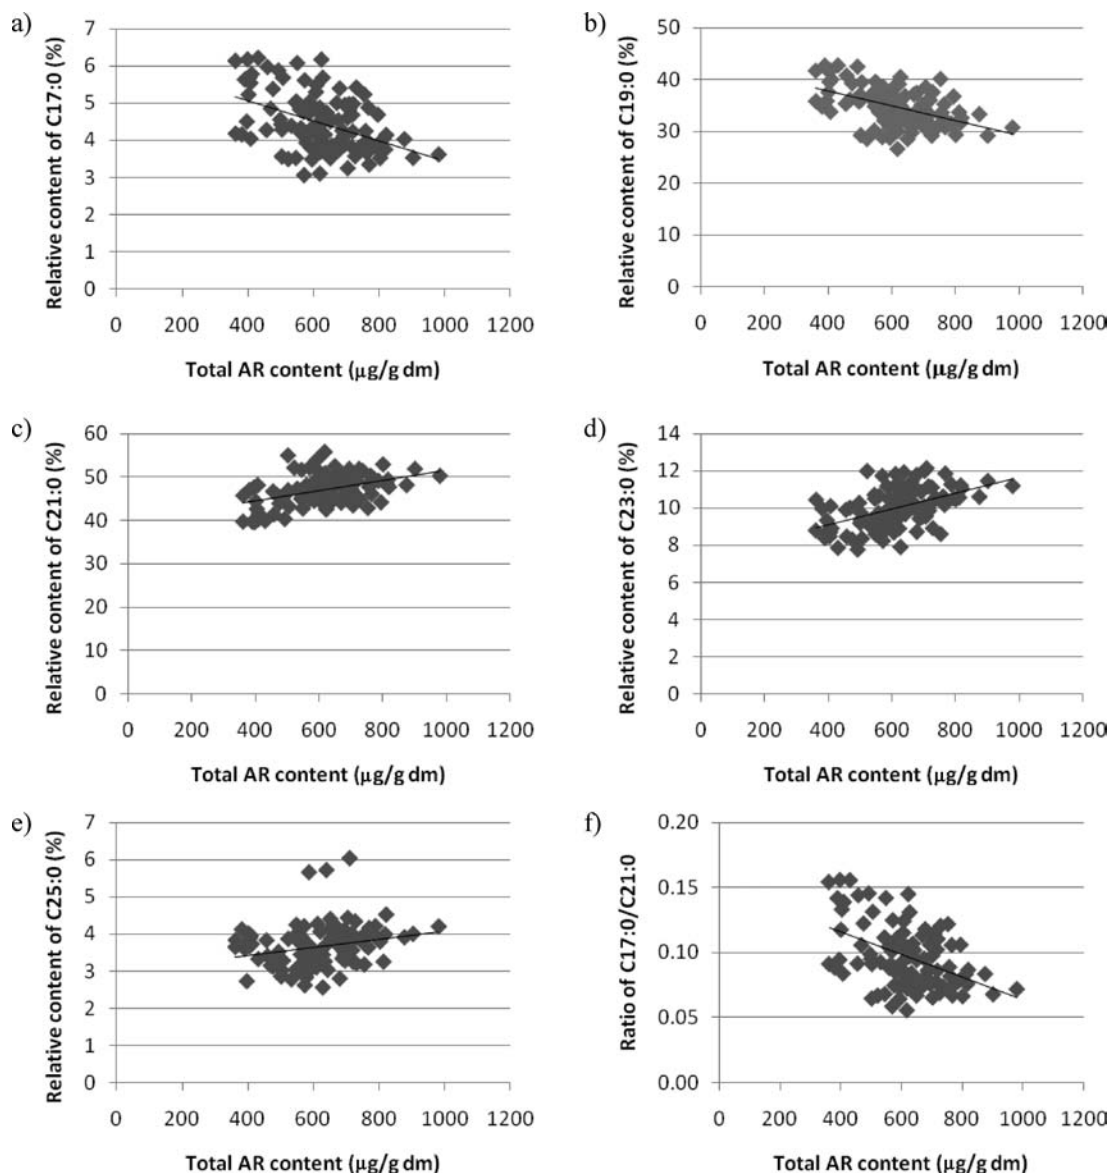 a)
Relative content of C17:0 (%)
7
6
5
4
3
2
1
0
0 200 400 600 800 1000 1200
Total AR content (µg/g dm)
b)
Relative content of C19:0 (%)
50
40
30
20
10
0
0 200 400 600 800 1000 1200
Total AR content (µg/g dm)
c)
Relative content of C21:0 (%)
60
50
40
30
20
10
0
0 200 400 600 800 1000 1200
Total AR content (µg/g dm)
d)
Relative content of C23:0 (%)
14
12
10
8
6
4
2
0
0 200 400 600 800 1000 1200
Total AR content (µg/g dm)
e)
Relative content of C25:0 (%)
7
6
5
4
3
2
1
0
0 200 400 600 800 1000 1200
Total AR content (µg/g dm)
f)
Ratio of C17:0/C21:0
0.20
0.15
0.10
0.05
0.00
0 200 400 600 800 1000 1200
Total AR content (µg/g dm)